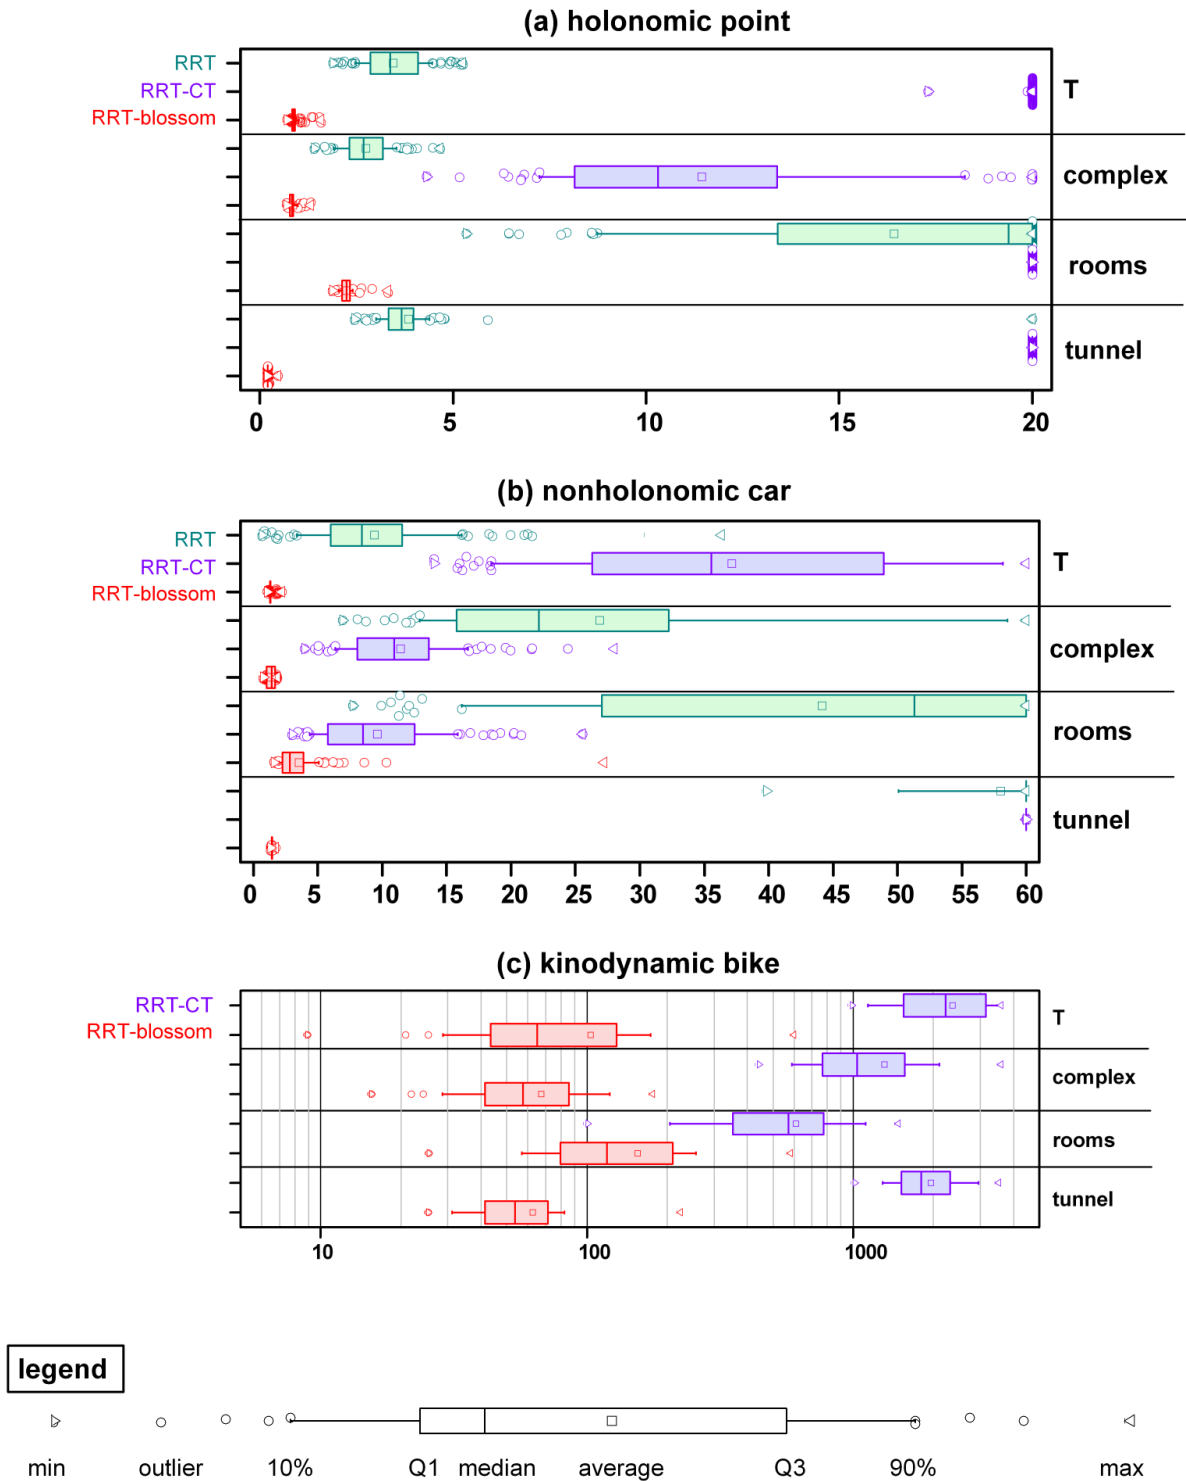 (a) holonomic point
RRT
RRT-CT
RRT-blossom
T
complex
rooms
tunnel
0 5 10 15 20
(b) nonholonomic car
RRT
RRT-CT
RRT-blossom
T
complex
rooms
tunnel
0 5 10 15 20 25 30 35 40 45 50 55 60
(c) kinodynamic bike
RRT-CT
RRT-blossom
T
complex
rooms
tunnel
10 100 1000
legend
min outlier 10% Q1 median average Q3 90% max